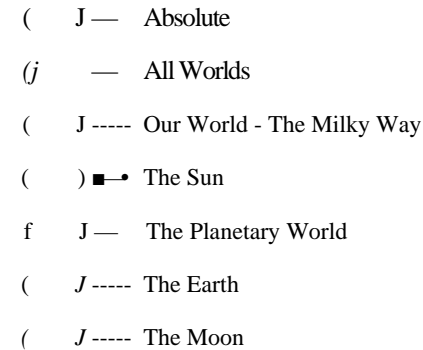 ( J — Absolute
(j — All Worlds
( J ----- Our World - The Milky Way
( ) ■—• The Sun
f J — The Planetary World
( J ----- The Earth
( J ----- The Moon